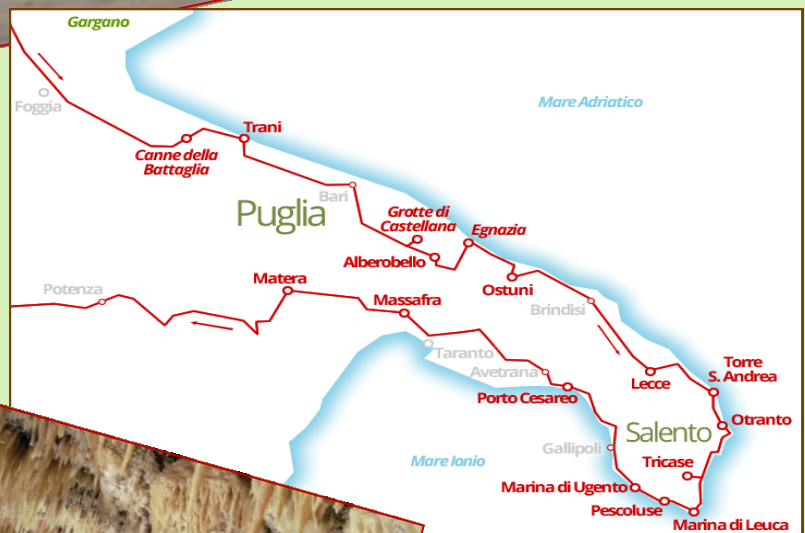 Gargano
Mare Adriatico
Foggia
Trani
Canne della
Battaglia
Bari
Puglia
Grotte di
Castellana
Egnazia
Alberobello
Ostuni
Matera
Potenza
Massafra
Brindisi
Taranto
Avetrana
Porto Cesareo
Lecce
Torre
S. Andrea
Otranto
Salento
Gallipoli
Mare Ionio
Tricase
Marina di Ugento
Pescoluse
Marina di Leuca